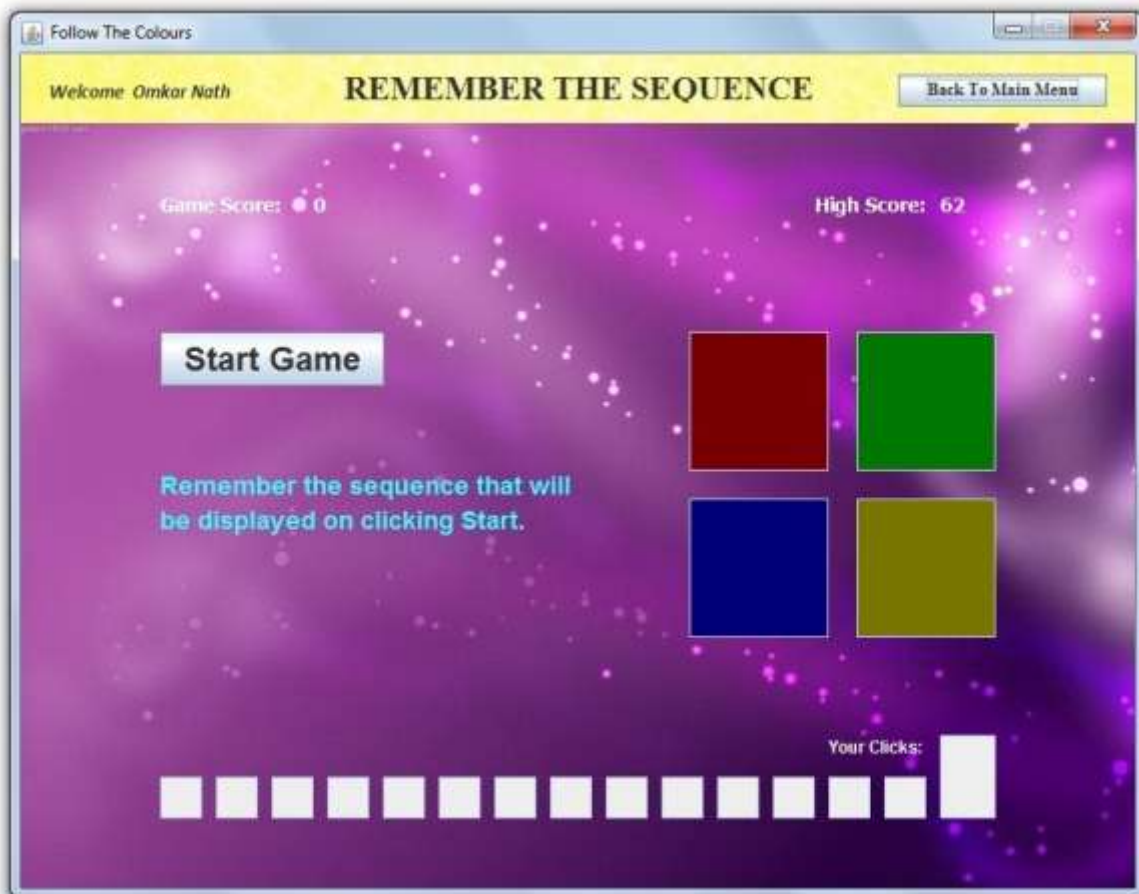 Follow The Colours
Welcome Omkar Nath
REMEMBER THE SEQUENCE
Back To Main Menu
Game Score: 0
High Score: 62
Start Game
Remember the sequence that will
be displayed on clicking Start.
Your Clicks: